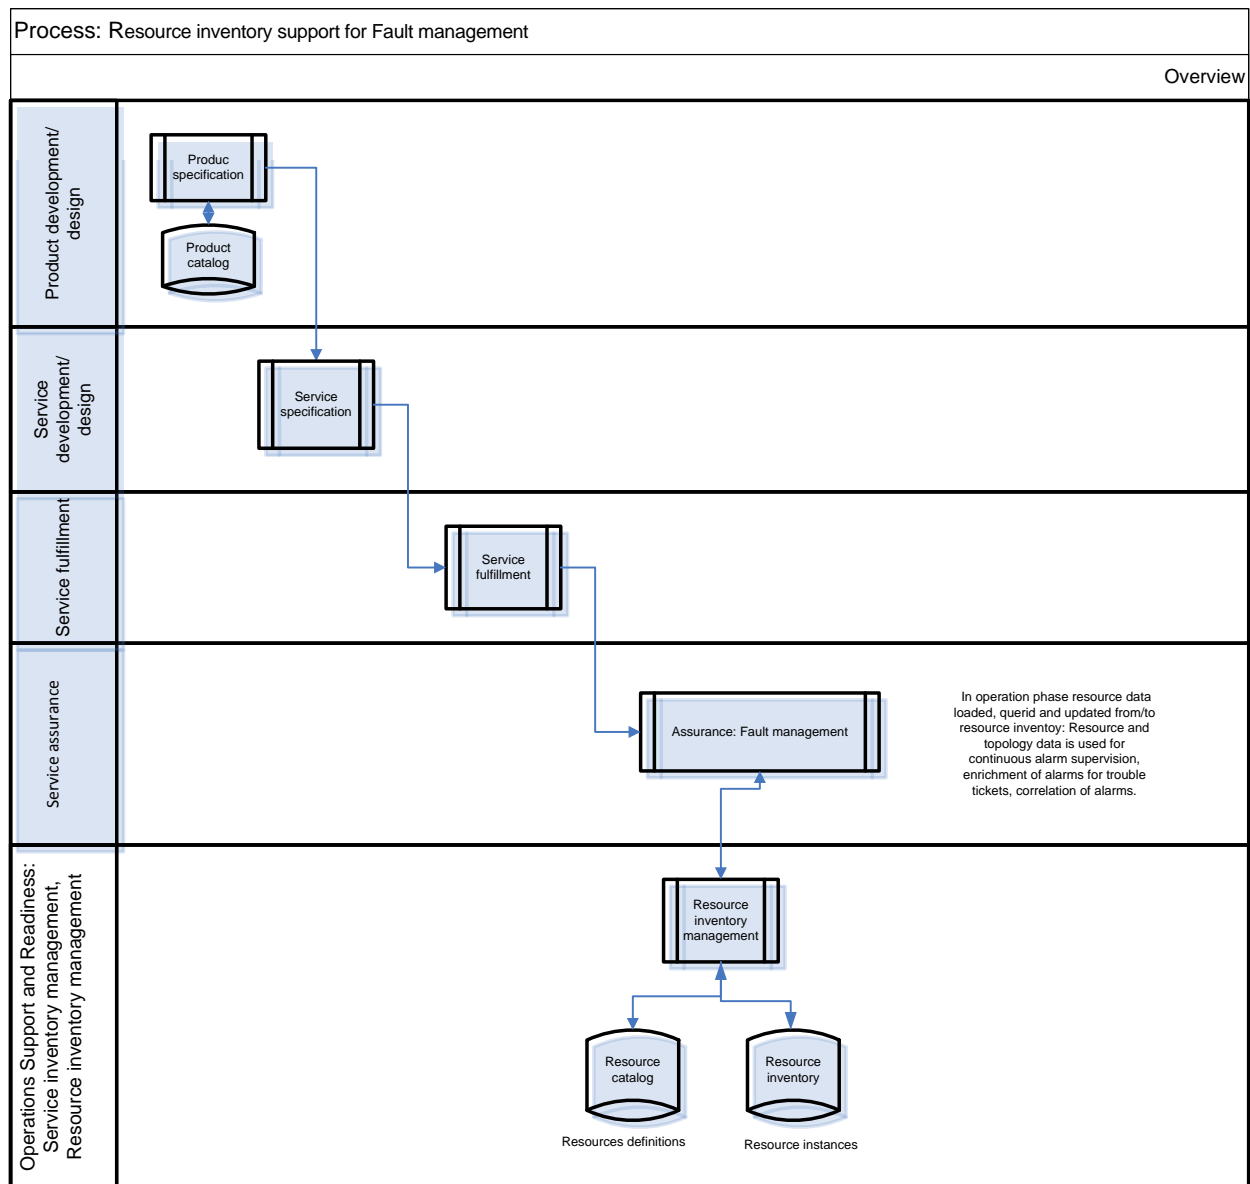 Process: Resource inventory support for Fault management
Overview
Product development/
design
Produc
specification
Product
catalog
Service
development/
design
Service
specification
Service fulfillment
Service
fulfillment
Service assurance
Assurance: Fault management
In operation phase resource data
loaded, querid and updated from/to
resource inventoy: Resource and
topology data is used for
continuous alarm supervision,
enrichment of alarms for trouble
tickets, correlation of alarms.
Operations Support and Readiness:
Service inventory management,
Resource inventory management
Resource
inventory
management
Resource
catalog
Resource
inventory
Resources definitions
Resource instances